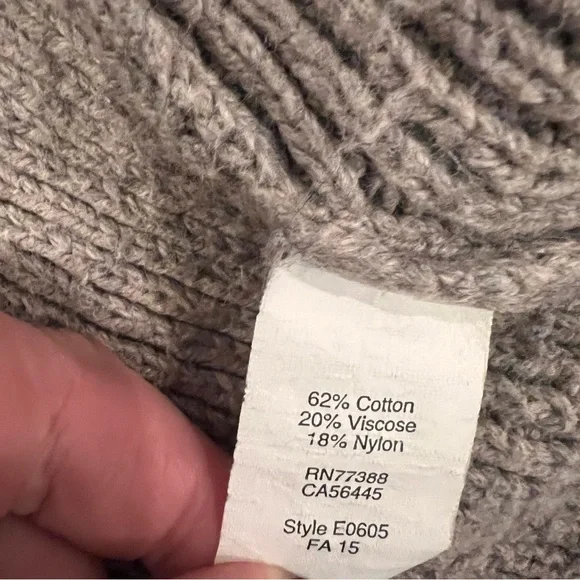 62% Cotton
20% Viscose
18% Nylon
RN77388
CA56445
Style E0605
FA 15